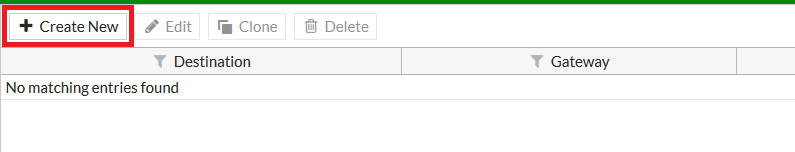 Create New Edit Clone Delete
Destination Gateway
No matching entries found